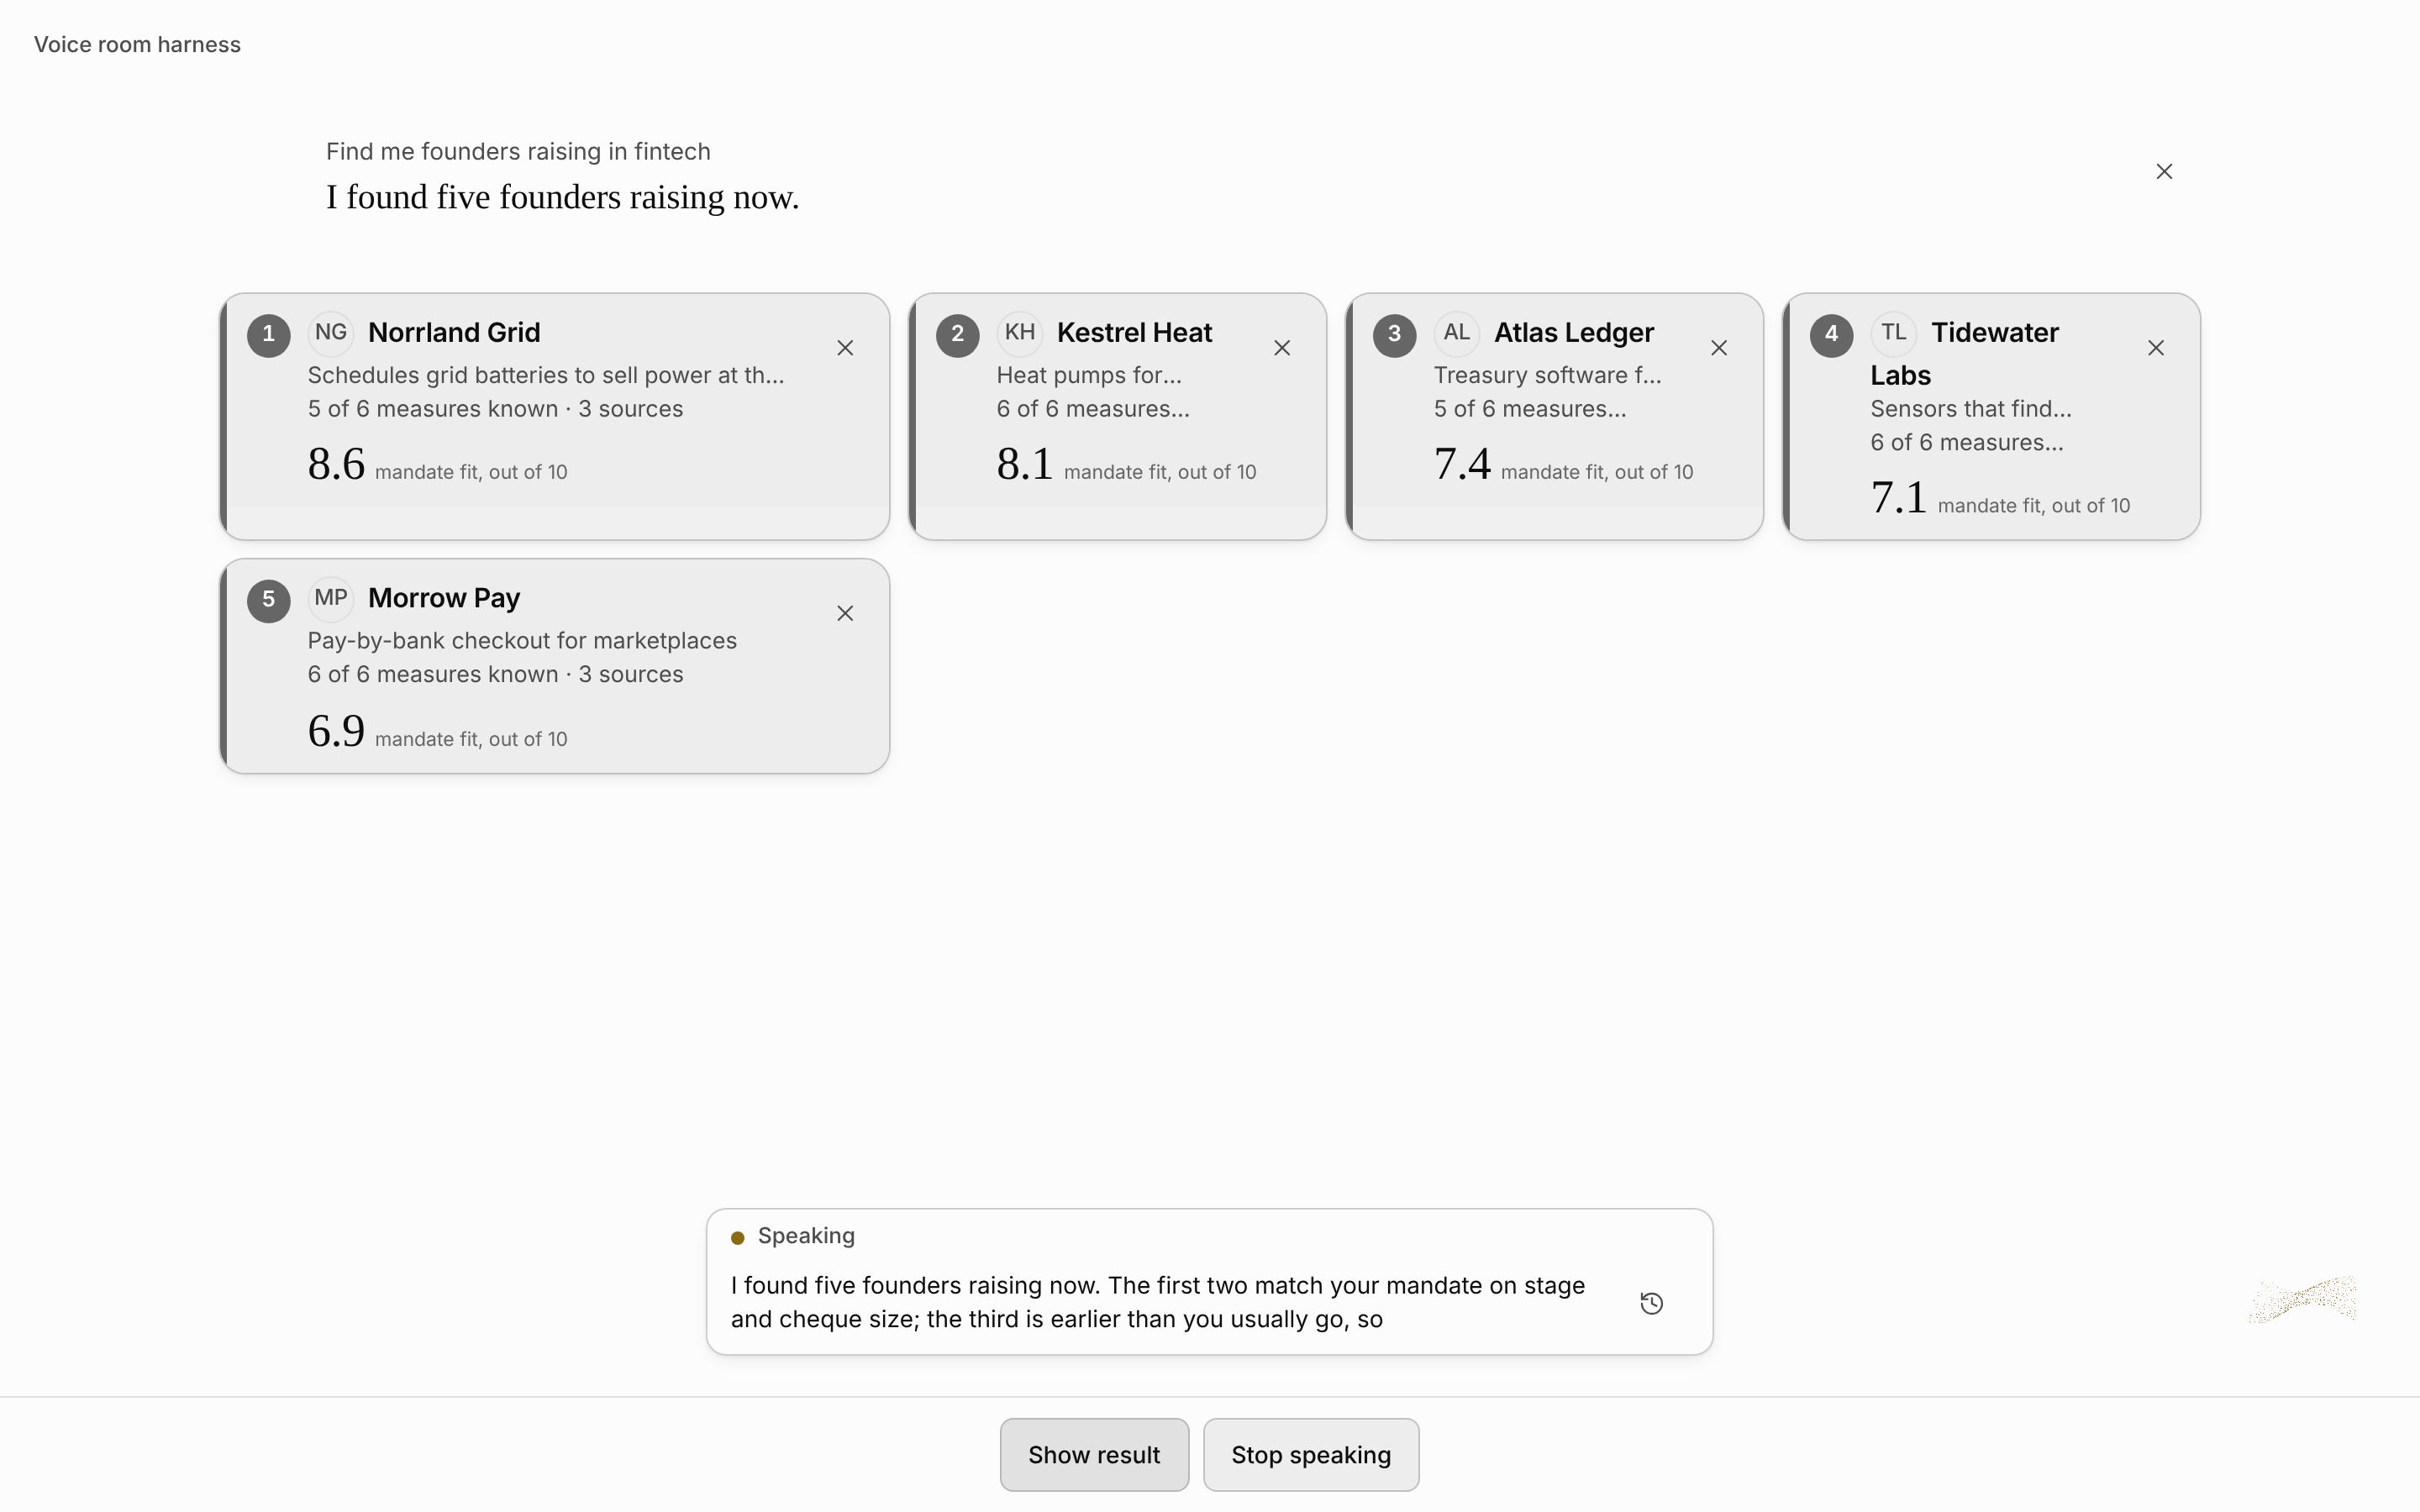 Voice room harness
Find me founders raising in fintech
I found five founders raising now.
1 NG Norrland Grid
Schedules grid batteries to sell power at th...
5 of 6 measures known · 3 sources
8.6 mandate fit, out of 10
2 KH Kestrel Heat
Heat pumps for...
6 of 6 measures...
8.1 mandate fit, out of 10
3 AL Atlas Ledger
Treasury software f...
5 of 6 measures...
7.4 mandate fit, out of 10
4 TL Tidewater
Labs
Sensors that find...
6 of 6 measures...
7.1 mandate fit, out of 10
5 MP Morrow Pay
Pay-by-bank checkout for marketplaces
6 of 6 measures known · 3 sources
6.9 mandate fit, out of 10
Speaking
I found five founders raising now. The first two match your mandate on stage
and cheque size; the third is earlier than you usually go, so
Show result
Stop speaking